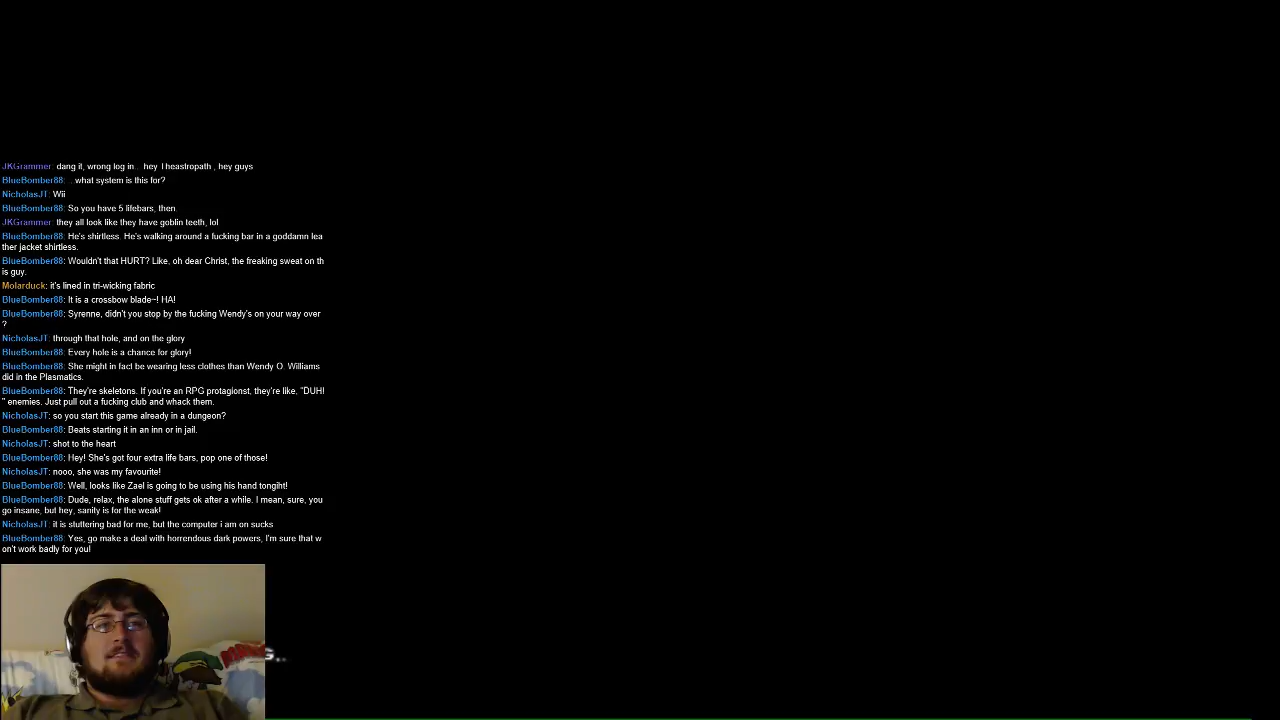 JKGrammer: dang it, wrong log in.. hey Theastropath , hey guys
BlueBomber88: . what system is this for?
NicholasJT: Wii
BlueBomber88: So you have 5 lifebars, then.
JKGrammer: they all look like they have goblin teeth, lol
BlueBomber88: He's shirtless. He's walking around a fucking bar in a goddamn lea
ther jacket shirtless.
BlueBomber88: Wouldn't that HURT? Like, oh dear Christ, the freaking sweat on th
is guy.
Molarduck: it's lined in tri-wicking fabric
BlueBomber88: It is a crossbow blade~! HA!
BlueBomber88: Syrenne, didn't you stop by the fucking Wendy's on your way over
?
NicholasJT: through that hole, and on the glory
BlueBomber88: Every hole is a chance for glory!
BlueBomber88: She might in fact be wearing less clothes than Wendy O. Williams
did in the Plasmatics.
BlueBomber88: They're skeletons. If you're an RPG protagionst, they're like, "DUH!
" enemies. Just pull out a fucking club and whack them.
NicholasJT: so you start this game already in a dungeon?
BlueBomber88: Beats starting it in an inn or in jail.
NicholasJT: shot to the heart
BlueBomber88: Hey! She's got four extra life bars, pop one of those!
NicholasJT: nooo, she was my favourite!
BlueBomber88: Well, looks like Zael is going to be using his hand tongiht!
BlueBomber88: Dude, relax, the alone stuff gets ok after a while. I mean, sure, you
go insane, but hey, sanity is for the weak!
NicholasJT: it is stuttering bad for me, but the computer i am on sucks
BlueBomber88: Yes, go make a deal with horrendous dark powers, I'm sure that w
on't work badly for you!
G...